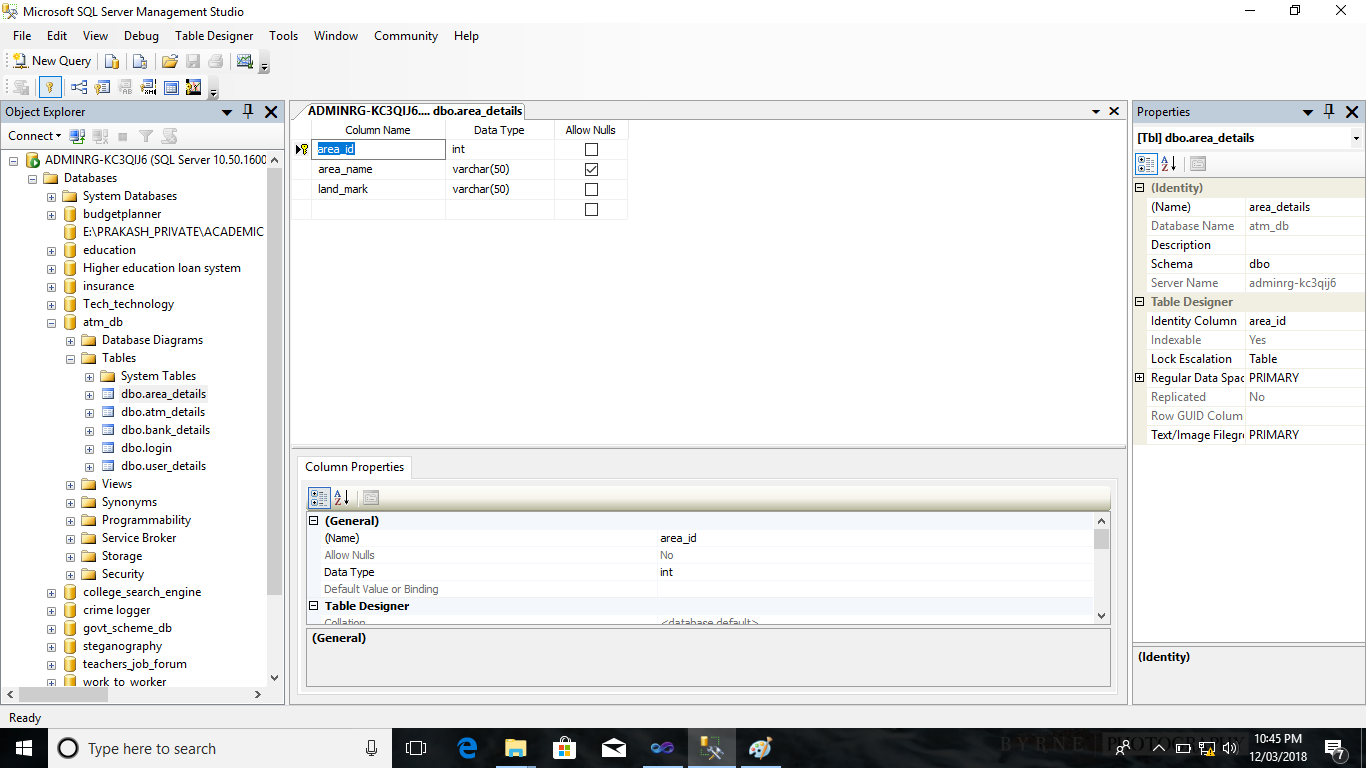 Microsoft SQL Server Management Studio
File Edit View Debug Table Designer Tools Window Community Help
New Query
Object Explorer
Connect
ADMINRG-KC3QIJ6 (SQL Server 10.50.1600
Databases
System Databases
budgetplanner
E:\PRAKASH_PRIVATE\ACADEMIC
education
Higher education loan system
insurance
Tech_technology
atm_db
Database Diagrams
Tables
System Tables
dbo.area_details
dbo.atm_details
dbo.bank_details
dbo.login
dbo.user_details
Views
Synonyms
Programmability
Service Broker
Storage
Security
college_search_engine
crime logger
govt_scheme_db
steganography
teachers_job_forum
work_to_worker
ADMINRG-KC3QIJ6.... dbo.area_details
Column Name Data Type Allow Nulls
area_id int
area_name varchar(50)
land_mark varchar(50)
Column Properties
(General)
(Name) area_id
Allow Nulls No
Data Type int
Default Value or Binding
Table Designer
Collation <database default>
(General)
Properties
[Tbl] dbo.area_details
(Identity)
(Name) area_details
Database Name atm_db
Description
Schema dbo
Server Name adminrg-kc3qij6
Table Designer
Identity Column area_id
Indexable Yes
Lock Escalation Table
Regular Data Spac PRIMARY
Replicated No
Row GUID Colum
Text/Image Filegr PRIMARY
(Identity)
Ready
Type here to search
BYRNE PHOTOGRAPHY
10:45 PM
12/03/2018
7